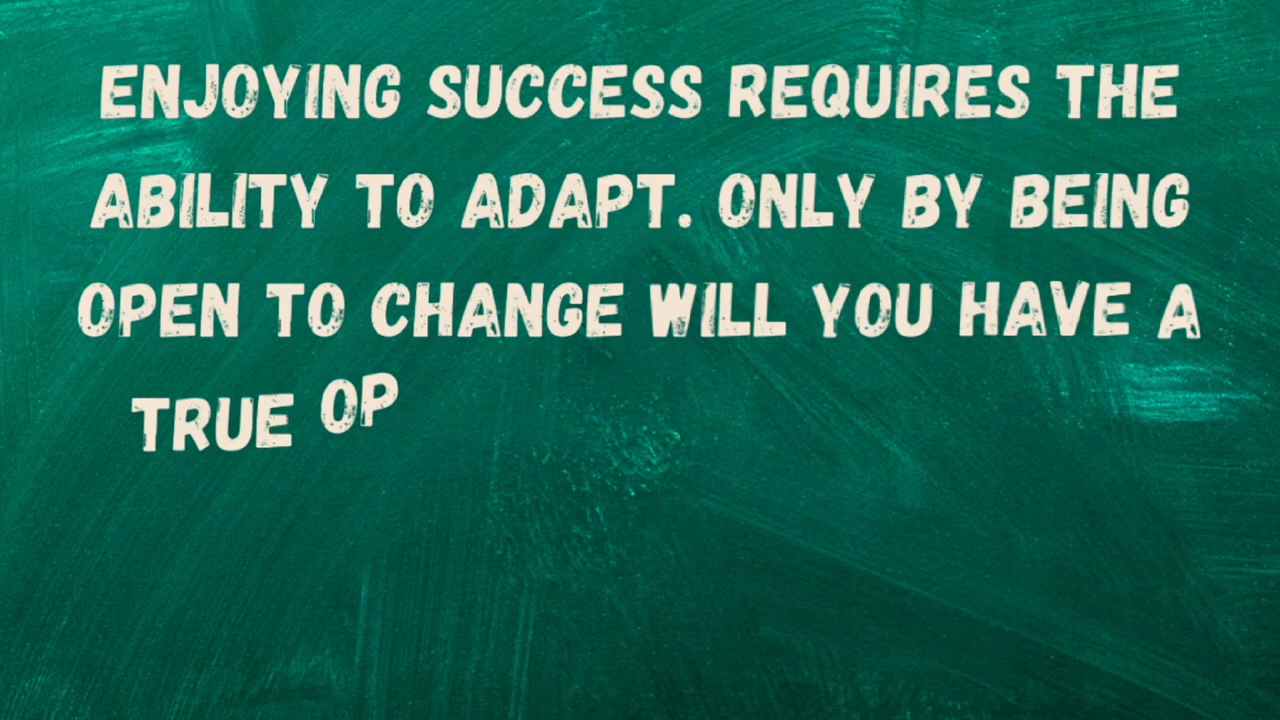 ENJOYING SUCCESS REQUIRES THE
ABILITY TO ADAPT. ONLY BY BEING
OPEN TO CHANGE WILL YOU HAVE A
TRUE OP